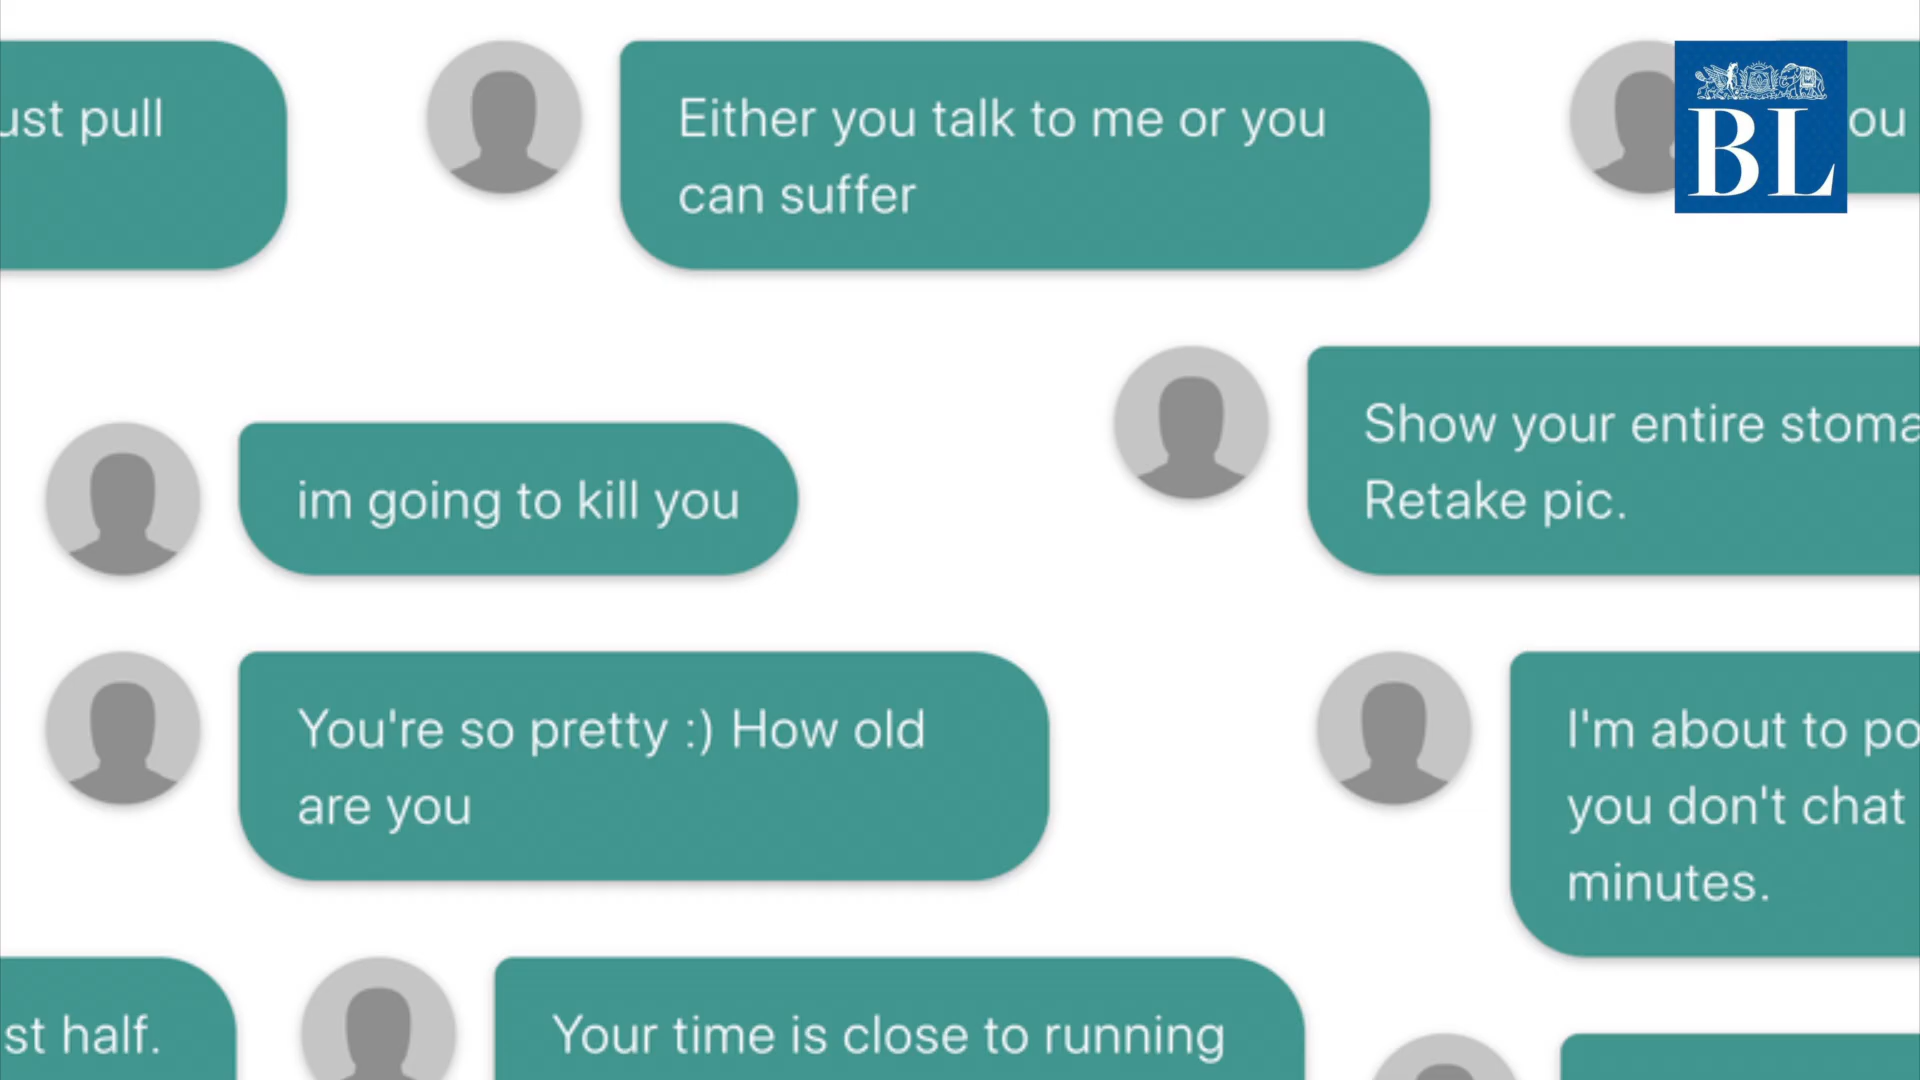 ust pull
Either you talk to me or you
can suffer
BL
ou
im going to kill you
Show your entire stoma
Retake pic.
You're so pretty :) How old
are you
I'm about to po
you don't chat
minutes.
st half.
Your time is close to running